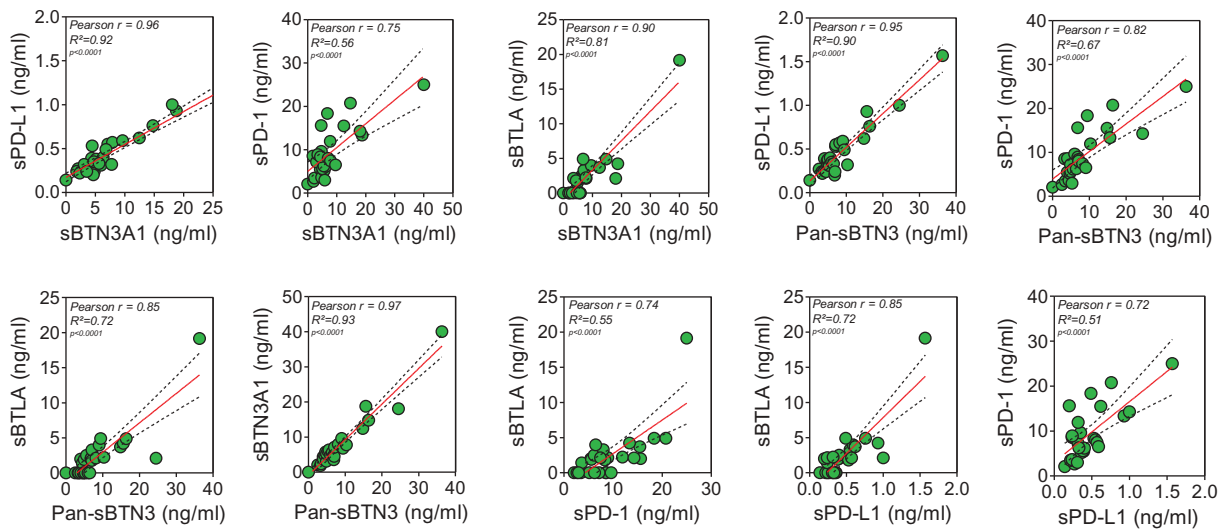 Pearson r = 0.96
R²=0.92
p<0.0001
sPD-L1 (ng/ml)
2.0
1.5
1.0
0.5
0.0
0 5 10 15 20 25
sBTN3A1 (ng/ml)
Pearson r = 0.75
R²=0.56
p<0.0001
sPD-1 (ng/ml)
40
30
20
10
0
0 10 20 30 40 50
sBTN3A1 (ng/ml)
Pearson r = 0.90
R²=0.81
p<0.0001
sBTLA (ng/ml)
25
20
15
10
5
0
0 10 20 30 40 50
sBTN3A1 (ng/ml)
Pearson r = 0.95
R²=0.90
p<0.0001
sPD-L1 (ng/ml)
2.0
1.5
1.0
0.5
0.0
0 10 20 30 40
Pan-sBTN3 (ng/ml)
Pearson r = 0.82
R²=0.67
p<0.0001
sPD-1 (ng/ml)
40
30
20
10
0
0 10 20 30 40
Pan-sBTN3 (ng/ml)
Pearson r = 0.85
R²=0.72
p<0.0001
sBTLA (ng/ml)
25
20
15
10
5
0
0 10 20 30 40
Pan-sBTN3 (ng/ml)
Pearson r = 0.97
R²=0.93
p<0.0001
sBTN3A1 (ng/ml)
50
40
30
20
10
0
0 10 20 30 40
Pan-sBTN3 (ng/ml)
Pearson r = 0.74
R²=0.55
p<0.0001
sBTLA (ng/ml)
25
20
15
10
5
0
0 10 20 30
sPD-1 (ng/ml)
Pearson r = 0.85
R²=0.72
p<0.0001
sBTLA (ng/ml)
25
20
15
10
5
0
0.0 0.5 1.0 1.5 2.0
sPD-L1 (ng/ml)
Pearson r = 0.72
R²=0.51
p<0.0001
sPD-1 (ng/ml)
40
30
20
10
0
0.0 0.5 1.0 1.5 2.0
sPD-L1 (ng/ml)